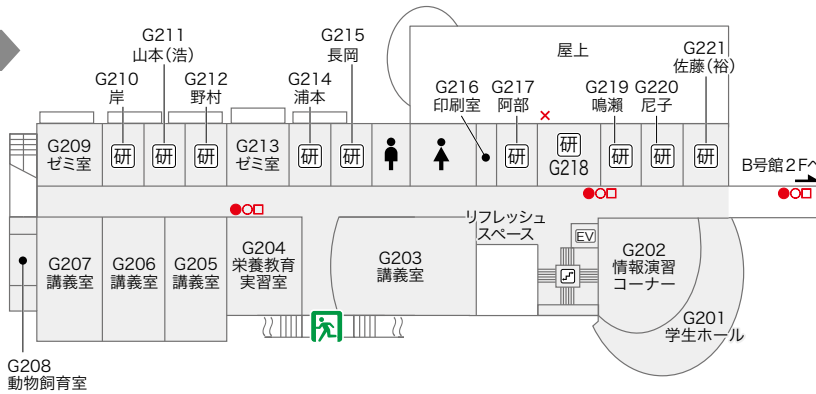 G215
長岡
G211
山本(浩)
G221
佐藤(裕)
屋上
G210
岸
G212
野村
G214
浦本
G216
印刷室
G217
阿部
G219
鳴瀬
G220
尼子
G209
ゼミ室
研
研
研
G213
ゼミ室
研
研
研
研
G218
研
研
研
B号館2Fへ
リフレッシュ
スペース
EV
G207
講義室
G206
講義室
G205
講義室
G204
栄養教育
実習室
G203
講義室
G202
情報演習
コーナー
G201
学生ホール
G208
動物飼育室